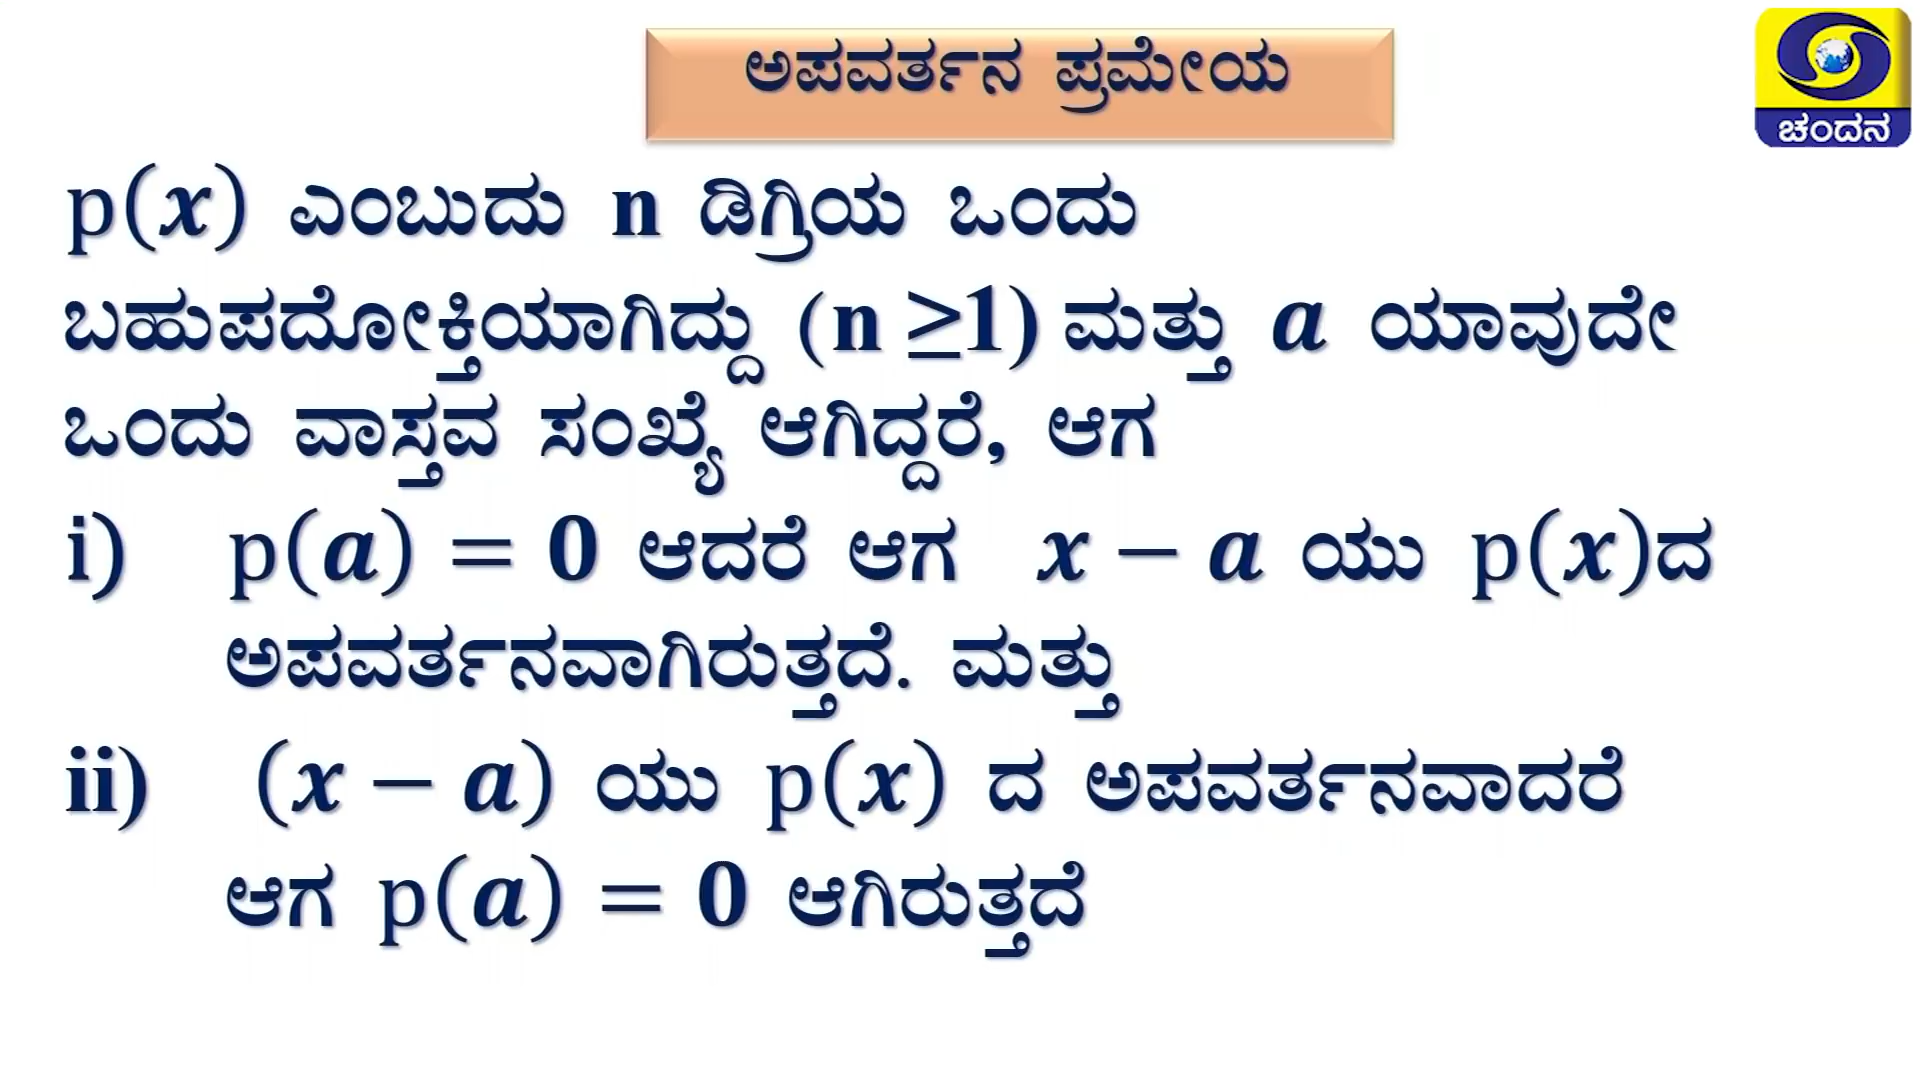 ಅಪವರ್ತನ ಪ್ರಮೇಯ
ಚಂದನ
p(x) ಎಂಬುದು n ಡಿಗ್ರಿಯ ಒಂದು
ಬಹುಪದೋಕ್ತಿಯಾಗಿದ್ದು (n ≥1) ಮತ್ತು a ಯಾವುದೇ
ಒಂದು ವಾಸ್ತವ ಸಂಖ್ಯೆ ಆಗಿದ್ದರೆ, ಆಗ
i) p(a) = 0 ಆದರೆ ಆಗ x − a ಯು p(x)ದ
ಅಪವರ್ತನವಾಗಿರುತ್ತದೆ. ಮತ್ತು
ii) (x − a) ಯು p(x) ದ ಅಪವರ್ತನವಾದರೆ
ಆಗ p(a) = 0 ಆಗಿರುತ್ತದೆ